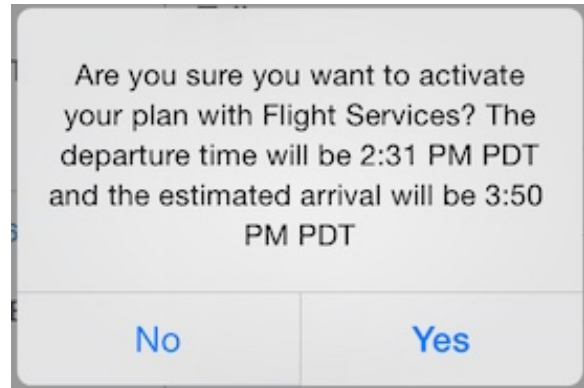 Are you sure you want to activate
your plan with Flight Services? The
departure time will be 2:31 PM PDT
and the estimated arrival will be 3:50
PM PDT
No
Yes